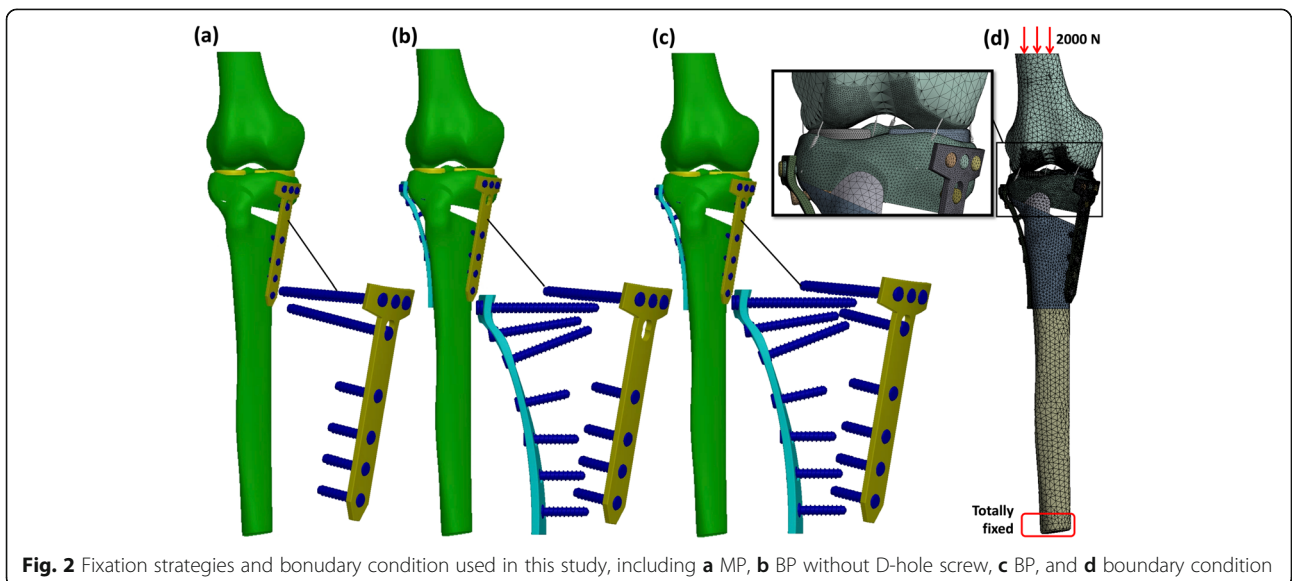 (a)
(b)
(c)
(d)
2000 N
Totally
fixed
Fig. 2 Fixation strategies and bonudary condition used in this study, including a MP, b BP without D-hole screw, c BP, and d boundary condition